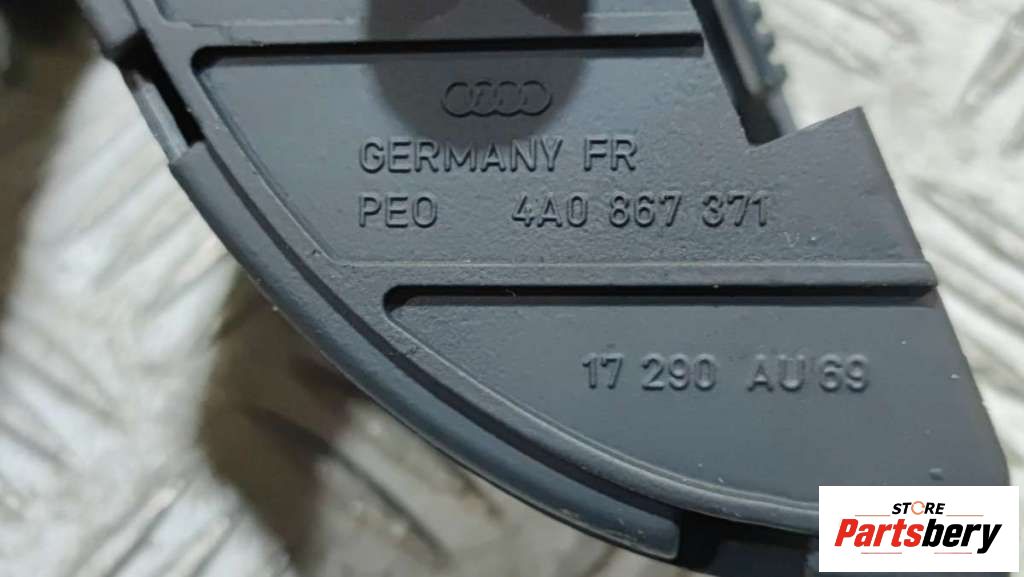 GERMANY FR
PEO 4A0 867 371
17 290 AU 69
STORE
Partsbery